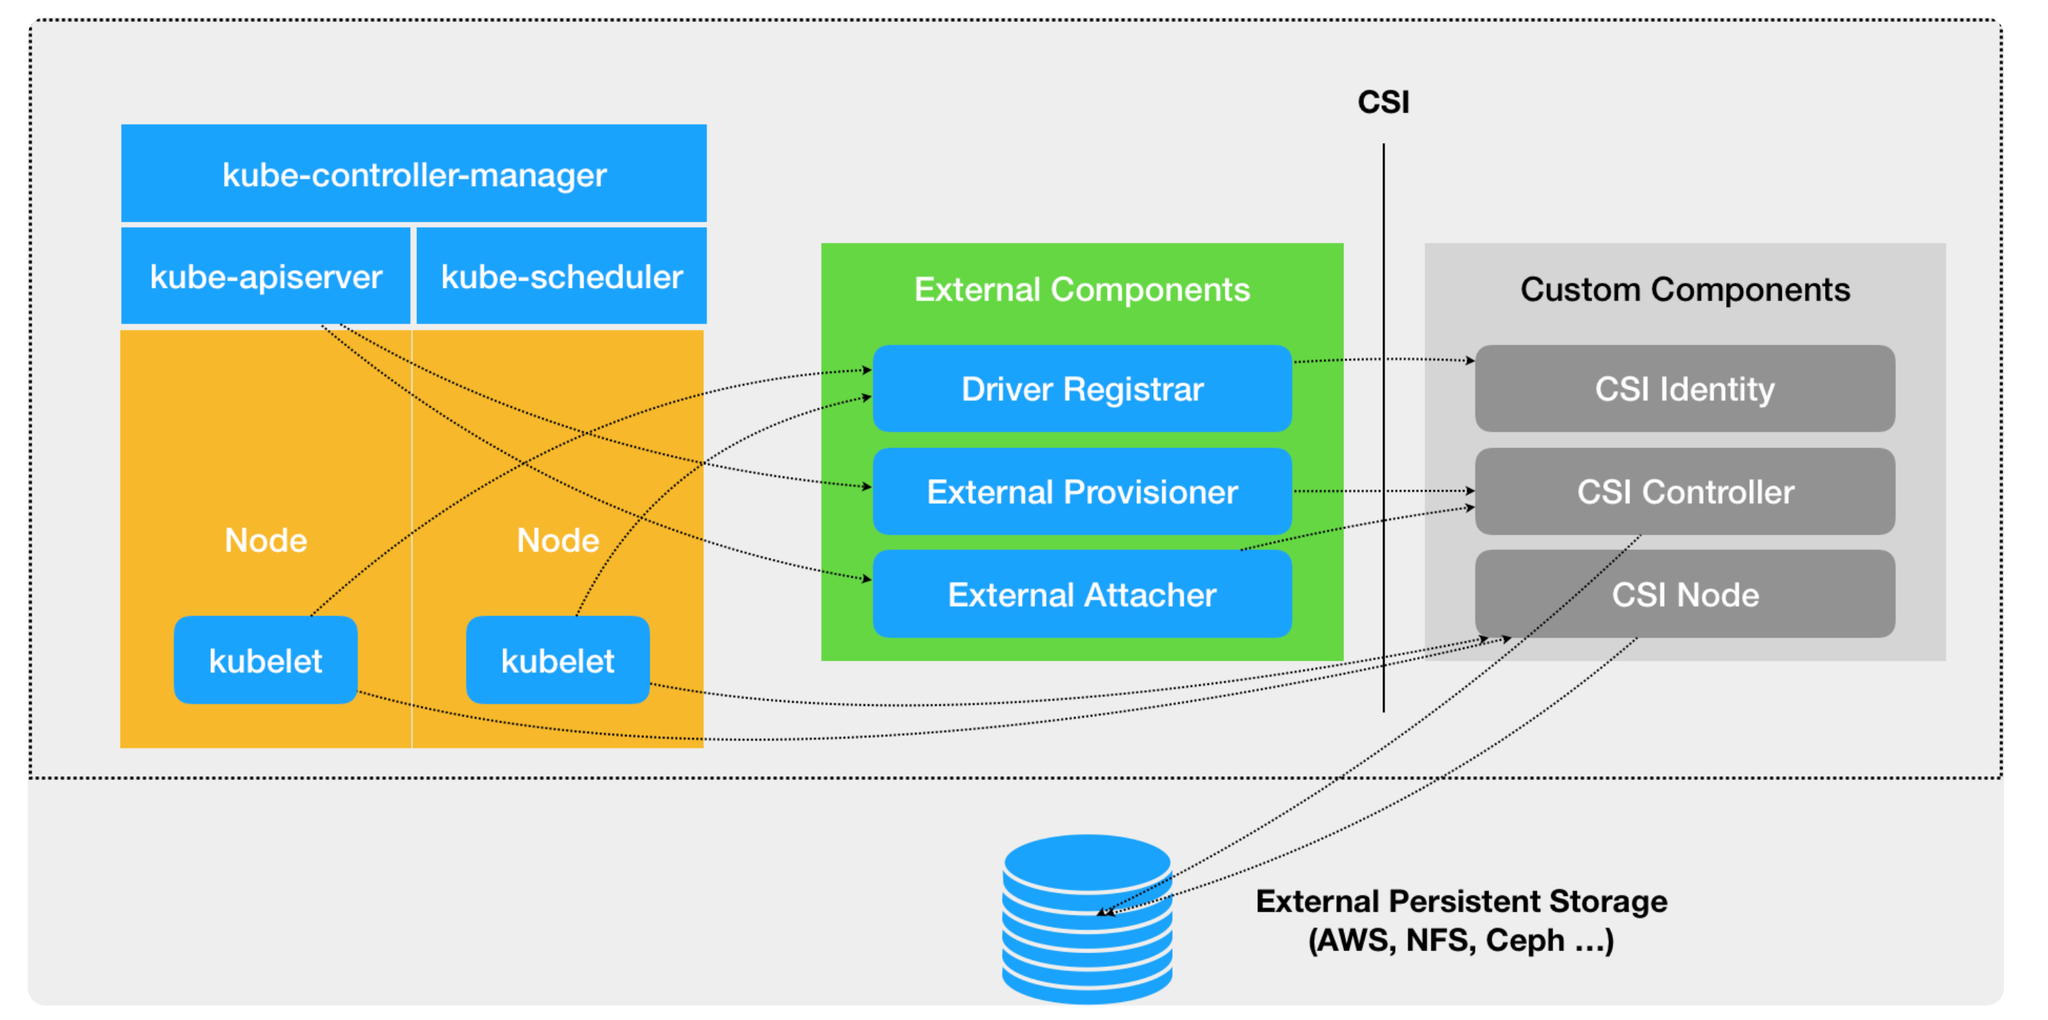 CSI
kube-controller-manager
kube-apiserver
kube-scheduler
External Components
Custom Components
Driver Registrar
CSI Identity
External Provisioner
CSI Controller
Node
Node
External Attacher
CSI Node
kubelet
kubelet
External Persistent Storage
(AWS, NFS, Ceph ...)